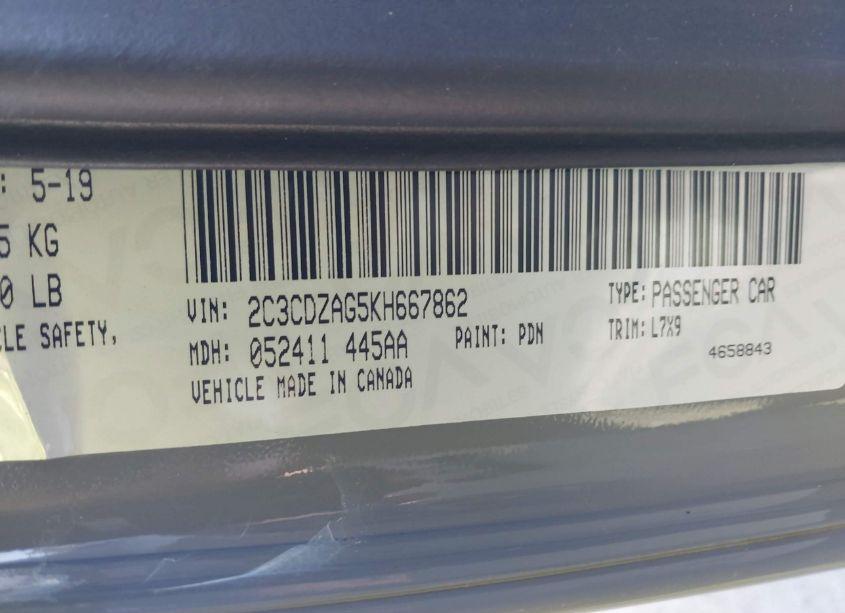 : 5-19
5 KG
0 LB
CLE SAFETY,
VIN: 2C3CDZAG5KH667862
TYPE: PASSENGER CAR
MDH: 052411 445AA
PAINT: PDN
TRIM: L7X9
4658843
VEHICLE MADE IN CANADA